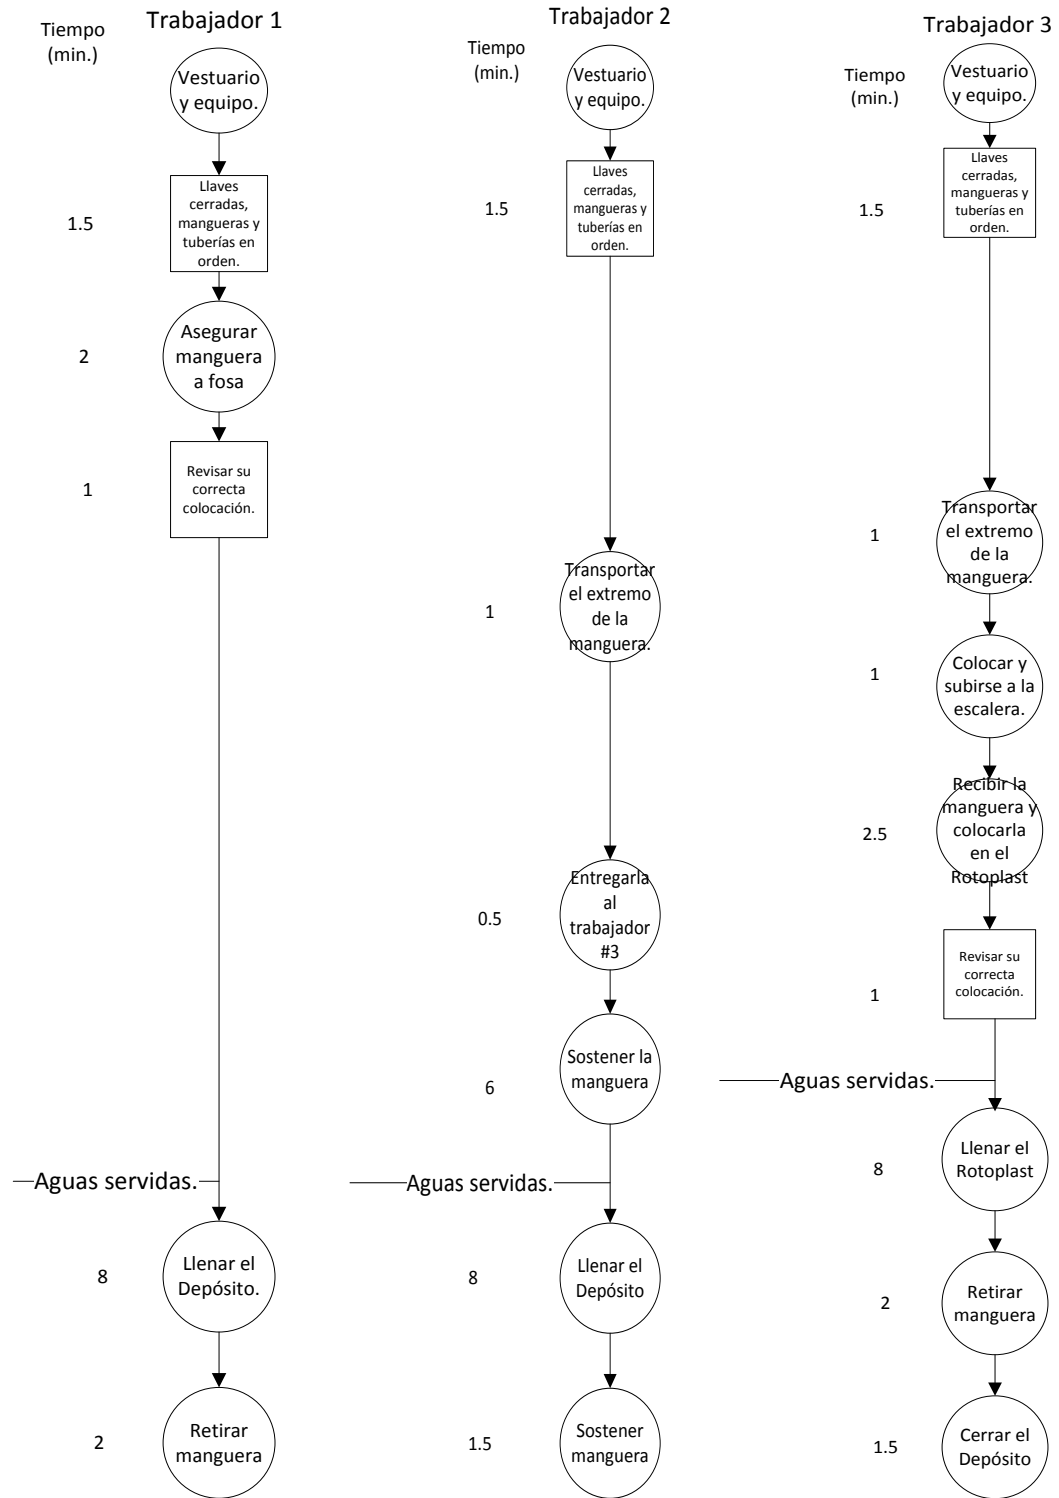 Trabajador 1
Tiempo
(min.)
Vestuario
y equipo.
1.5
Llaves
cerradas,
mangueras y
tuberías en
orden.
2
Asegurar
manguera
a fosa
1
Revisar su
correcta
colocación.
Aguas servidas.
8
Llenar el
Depósito.
2
Retirar
manguera
Trabajador 2
Tiempo
(min.)
Vestuario
y equipo.
1.5
Llaves
cerradas,
mangueras y
tuberías en
orden.
1
Transportar
el extremo
de la
manguera.
0.5
Entregarla
al
trabajador
#3
6
Sostener la
manguera
Aguas servidas.
8
Llenar el
Depósito
1.5
Sostener
manguera
Trabajador 3
Tiempo
(min.)
Vestuario
y equipo.
1.5
Llaves
cerradas,
mangueras y
tuberías en
orden.
1
Transportar
el extremo
de la
manguera.
1
Colocar y
subirse a la
escalera.
2.5
Recibir la
manguera y
colocarla
en el
Rotoplast
1
Revisar su
correcta
colocación.
Aguas servidas.
8
Llenar el
Rotoplast
2
Retirar
manguera
1.5
Cerrar el
Depósito